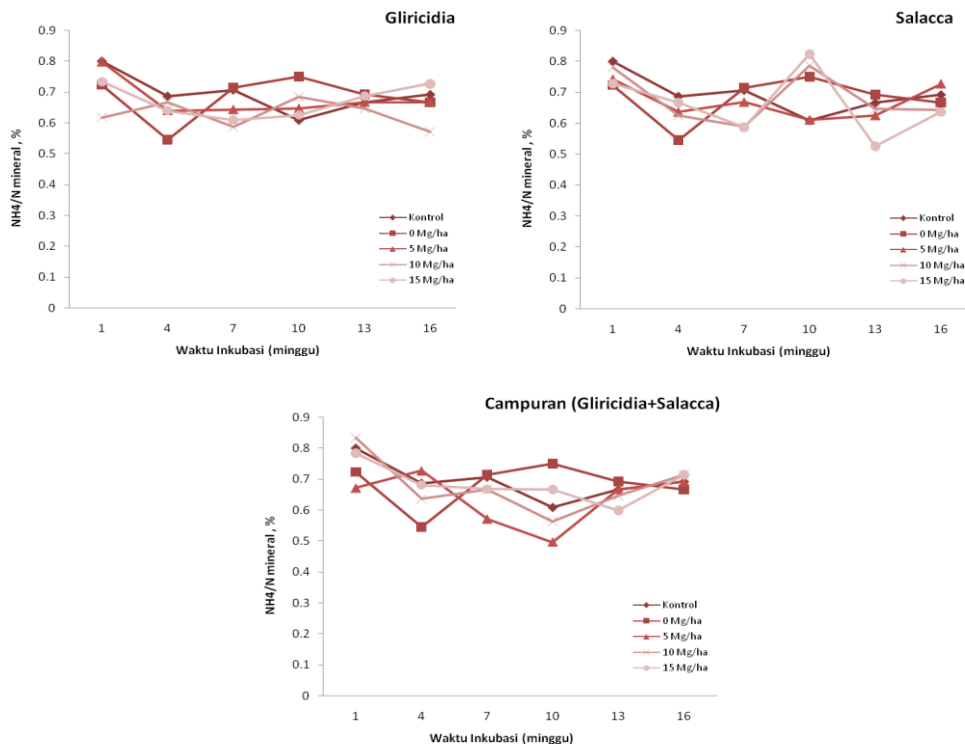 Gliricidia
0.9
0.8
0.7
0.6
0.5
0.4
0.3
0.2
0.1
0
NH4/N mineral , %
Kontrol
0 Mg/ha
5 Mg/ha
10 Mg/ha
15 Mg/ha
1 4 7 10 13 16
Waktu Inkubasi (minggu)
Salacca
0.9
0.8
0.7
0.6
0.5
0.4
0.3
0.2
0.1
0
NH4/N mineral , %
Kontrol
0 Mg/ha
5 Mg/ha
10 Mg/ha
15 Mg/ha
1 4 7 10 13 16
Waktu Inkubasi (minggu)
Campuran (Gliricidia+Salacca)
0.9
0.8
0.7
0.6
0.5
0.4
0.3
0.2
0.1
0
NH4/N mineral , %
Kontrol
0 Mg/ha
5 Mg/ha
10 Mg/ha
15 Mg/ha
1 4 7 10 13 16
Waktu Inkubasi (minggu)